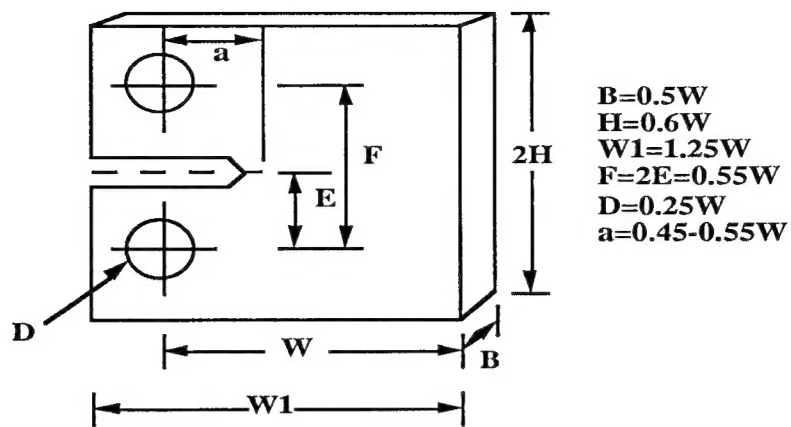 a
F
E
2H
D
W
B
W1
B=0.5W
H=0.6W
W1=1.25W
F=2E=0.55W
D=0.25W
a=0.45-0.55W